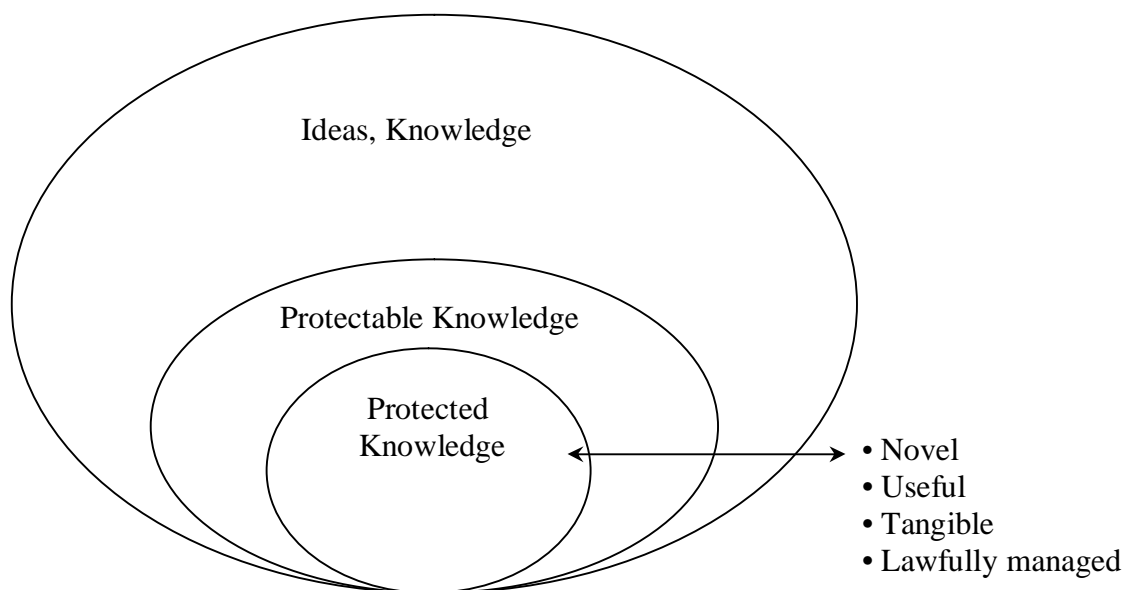 Ideas, Knowledge
Protectable Knowledge
Protected
Knowledge
• Novel
• Useful
• Tangible
• Lawfully managed